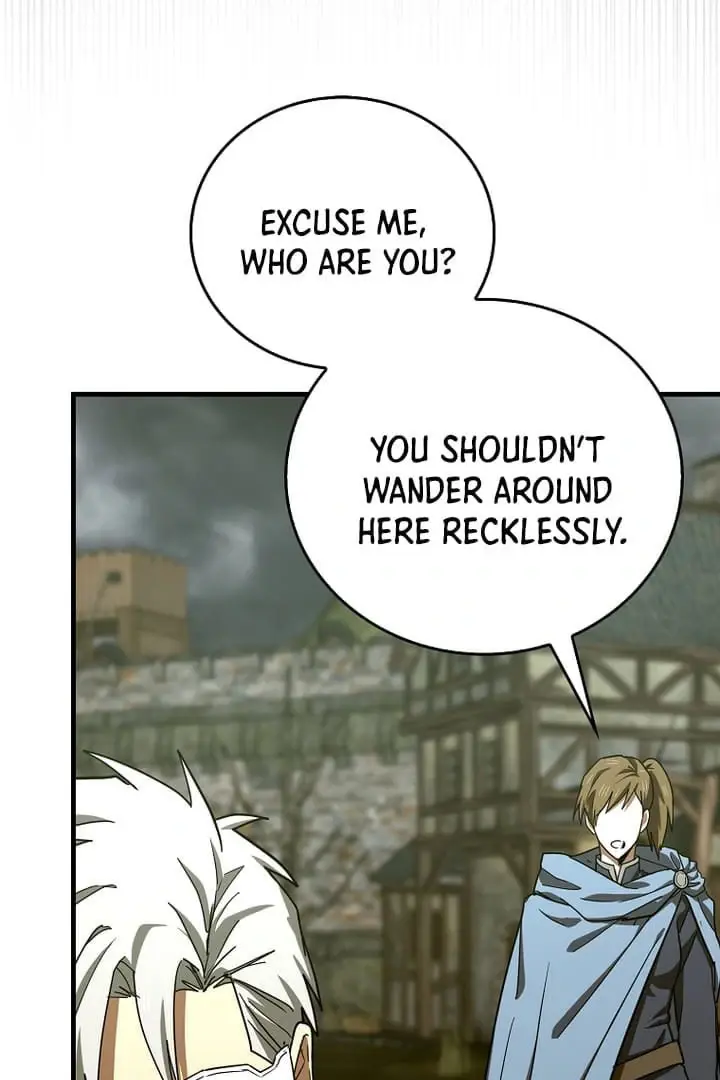 EXCUSE ME,
WHO ARE YOU?
YOU SHOULDN'T
WANDER AROUND
HERE RECKLESSLY.